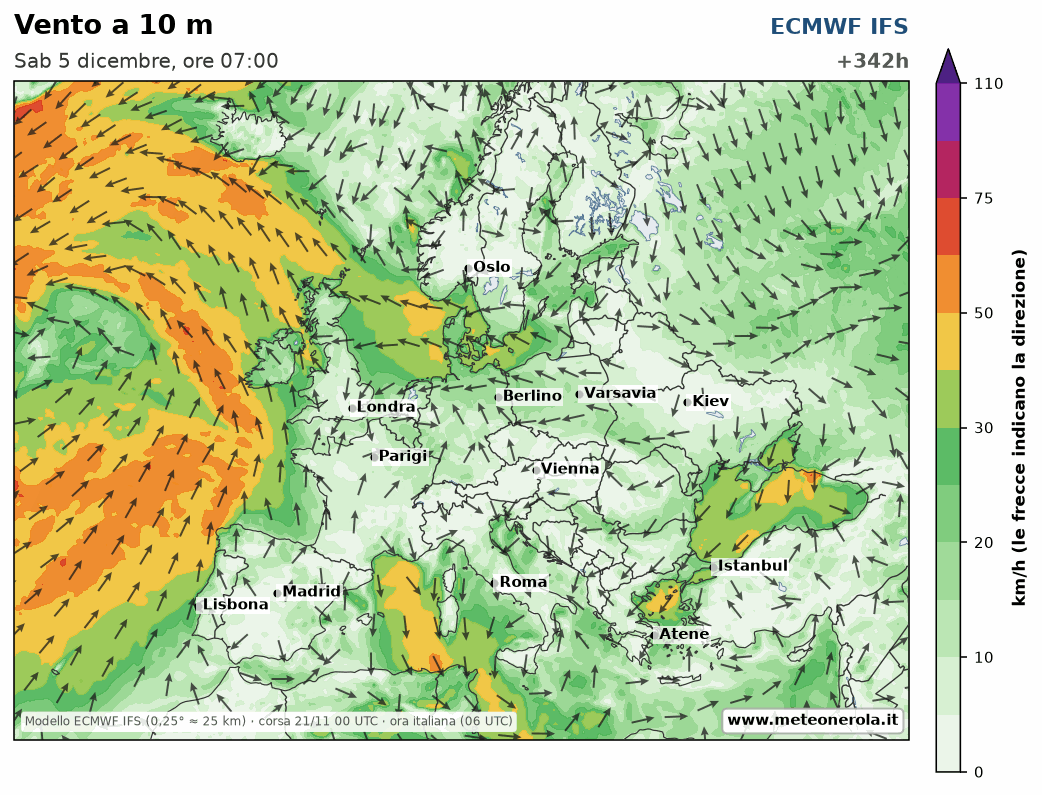 Vento a 10 m
ECMWF IFS
Sab 5 dicembre, ore 07:00
+342h
110
75
50
30
20
10
0
km/h (le frecce indicano la direzione)
Oslo
Berlino
Varsavia
Kiev
Londra
Parigi
Vienna
Istanbul
Roma
Madrid
Lisbona
Atene
Modello ECMWF IFS (0,25° ≈ 25 km) · corsa 21/11 00 UTC · ora italiana (06 UTC)
www.meteonerola.it